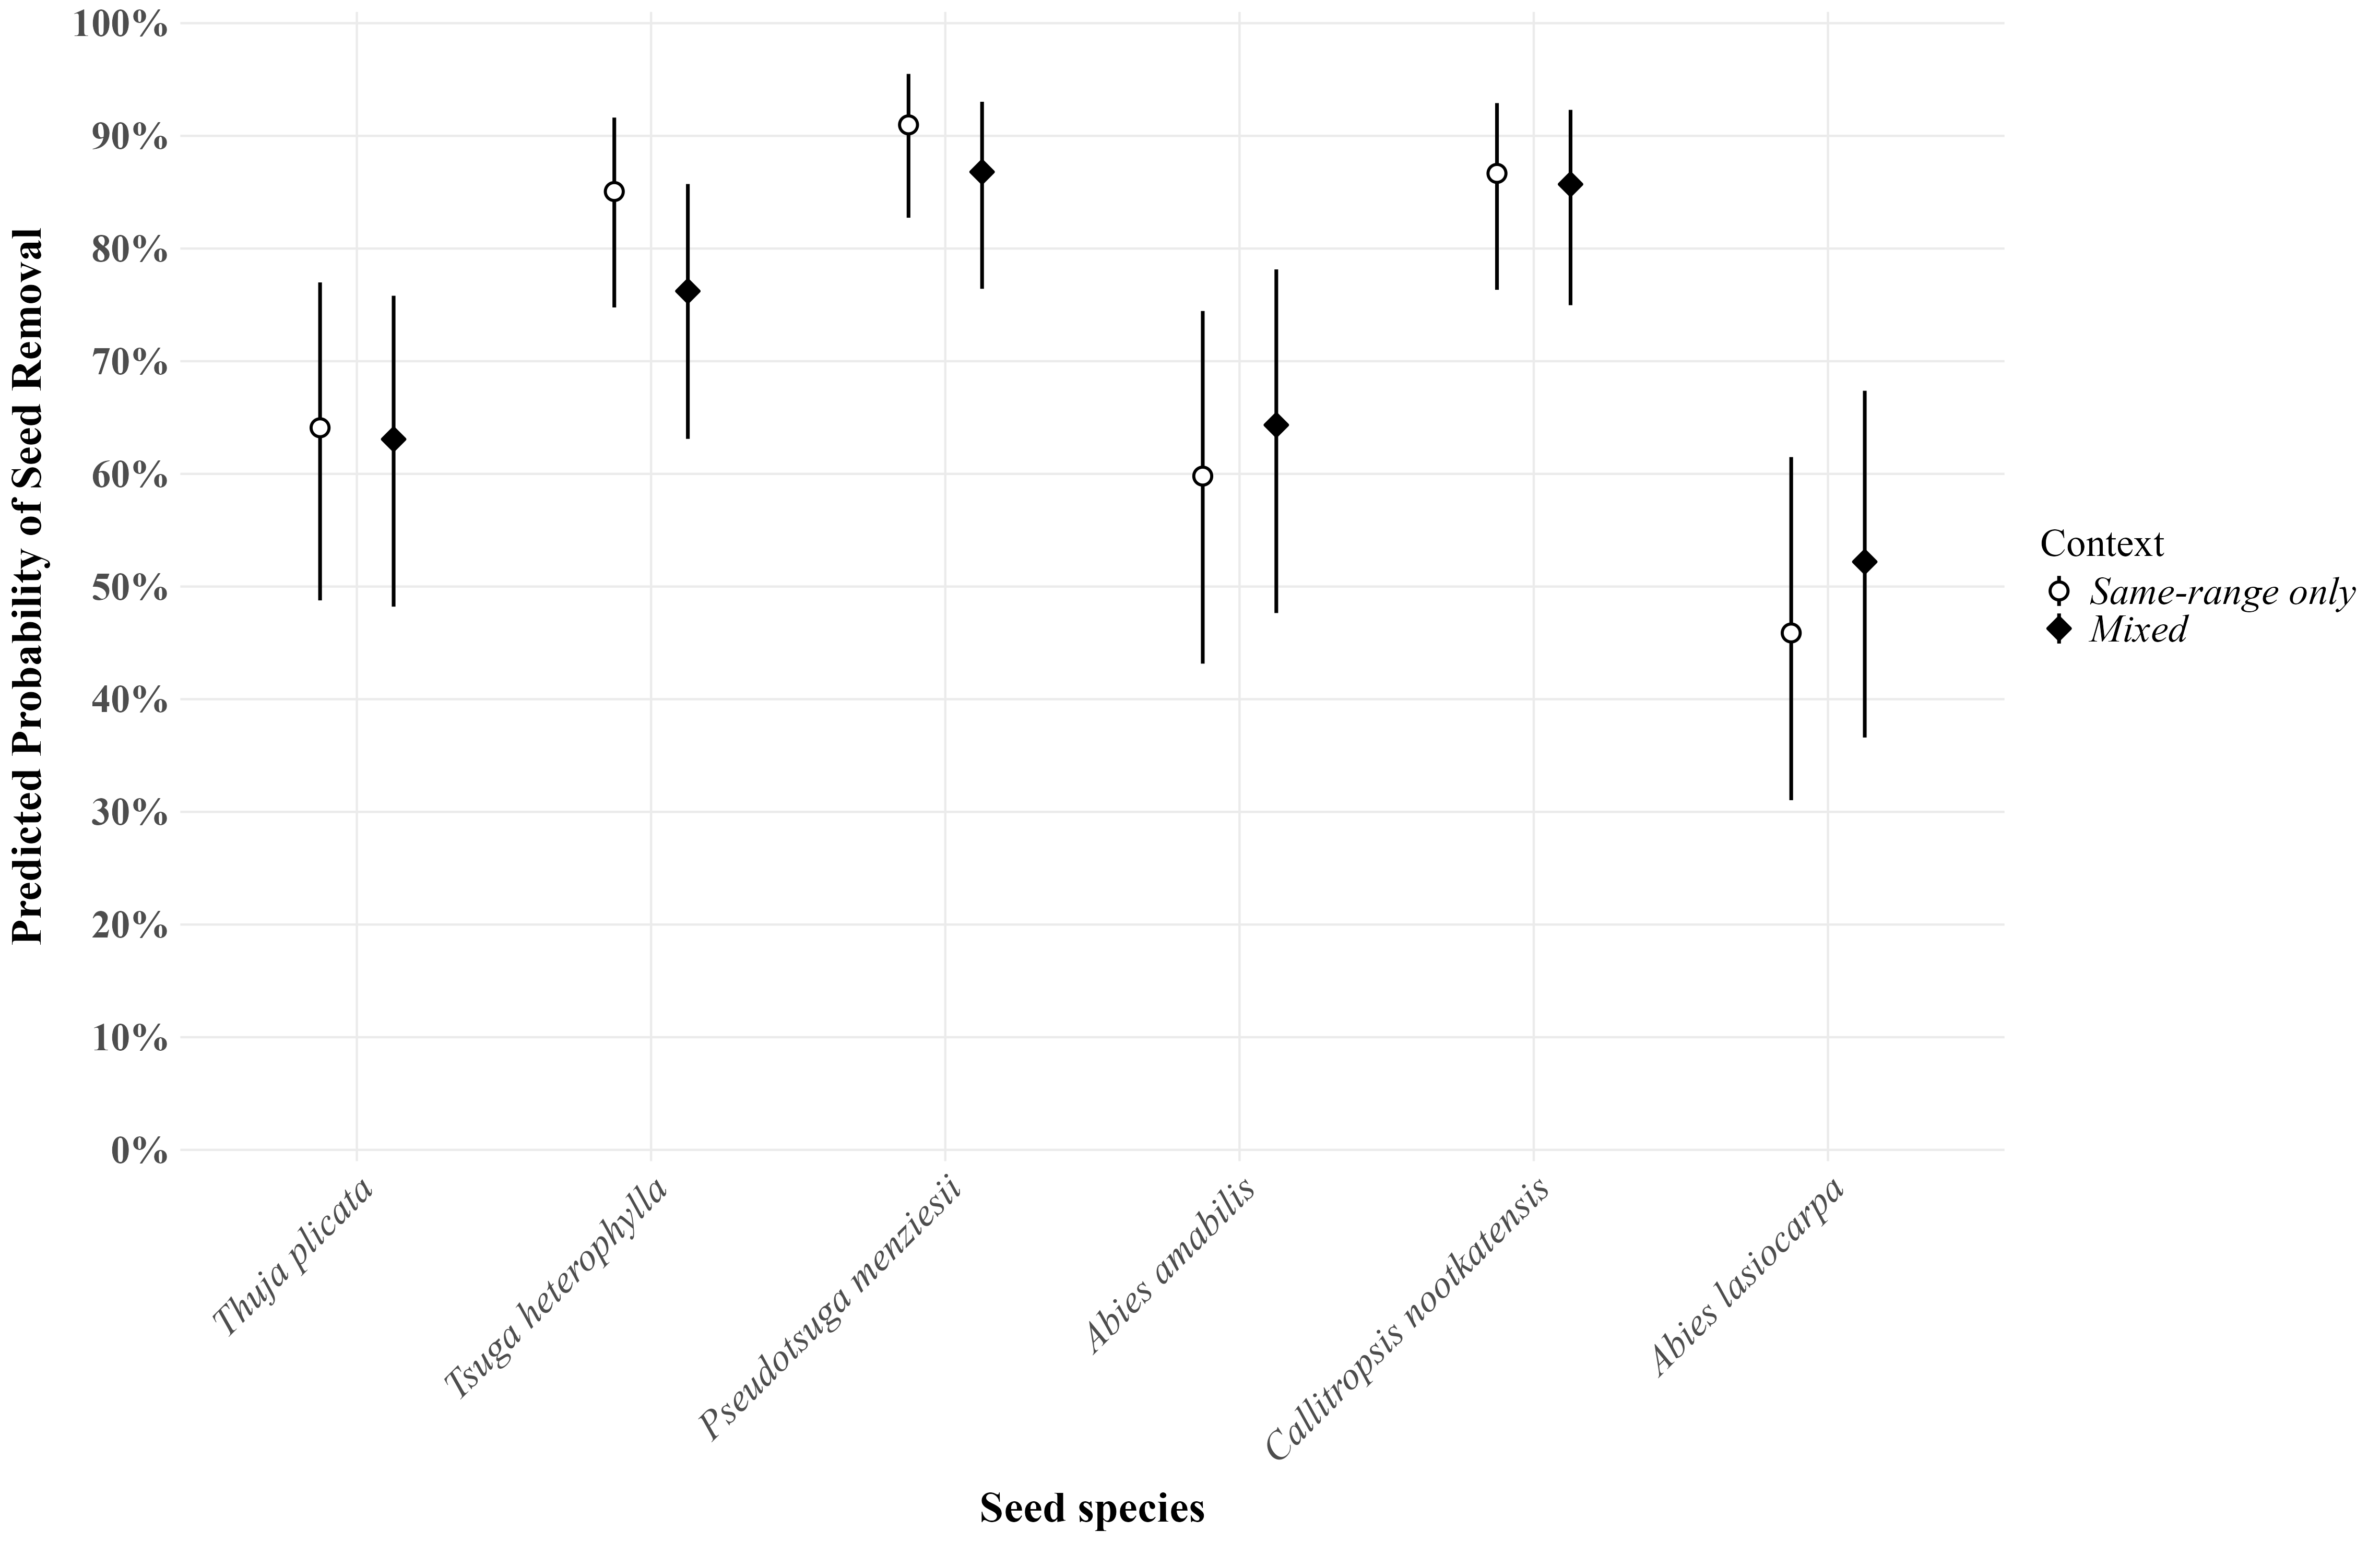 Predicted Probability of Seed Removal
100%
90%
80%
70%
60%
50%
40%
30%
20%
10%
0%
Thuja plicata
Tsuga heterophylla
Pseudotsuga menziesii
Abies amabilis
Callitropsis nootkatensis
Abies lasiocarpa
Seed species
Context
Same-range only
Mixed